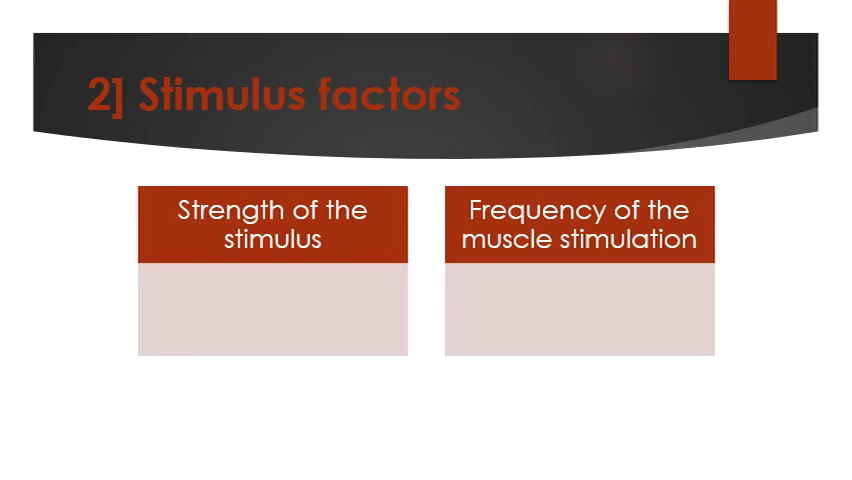 2] Stimulus factors
Strength of the
stimulus
Frequency of the
muscle stimulation